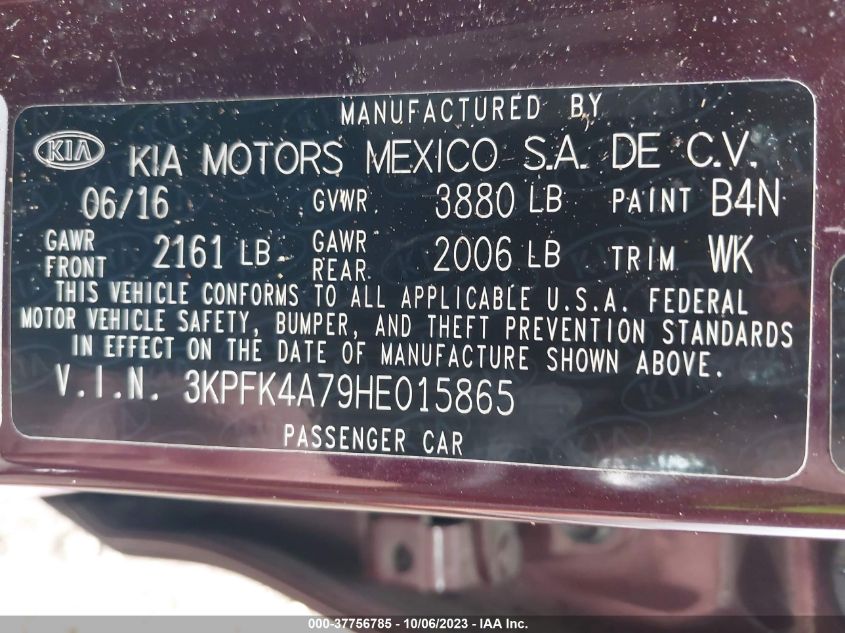 MANUFACTURED BY
KIA KIA MOTORS MEXICO S.A. DE C.V.
06/16 GVWR 3880 LB PAINT B4N
GAWR FRONT 2161 LB GAWR REAR 2006 LB TRIM WK
THIS VEHICLE CONFORMS TO ALL APPLICABLE U.S.A. FEDERAL
MOTOR VEHICLE SAFETY, BUMPER, AND THEFT PREVENTION STANDARDS
IN EFFECT ON THE DATE OF MANUFACTURE SHOWN ABOVE.
V.I.N. 3KPFK4A79HE015865
PASSENGER CAR
000-37756785 - 10/06/2023 - © IAA Inc.